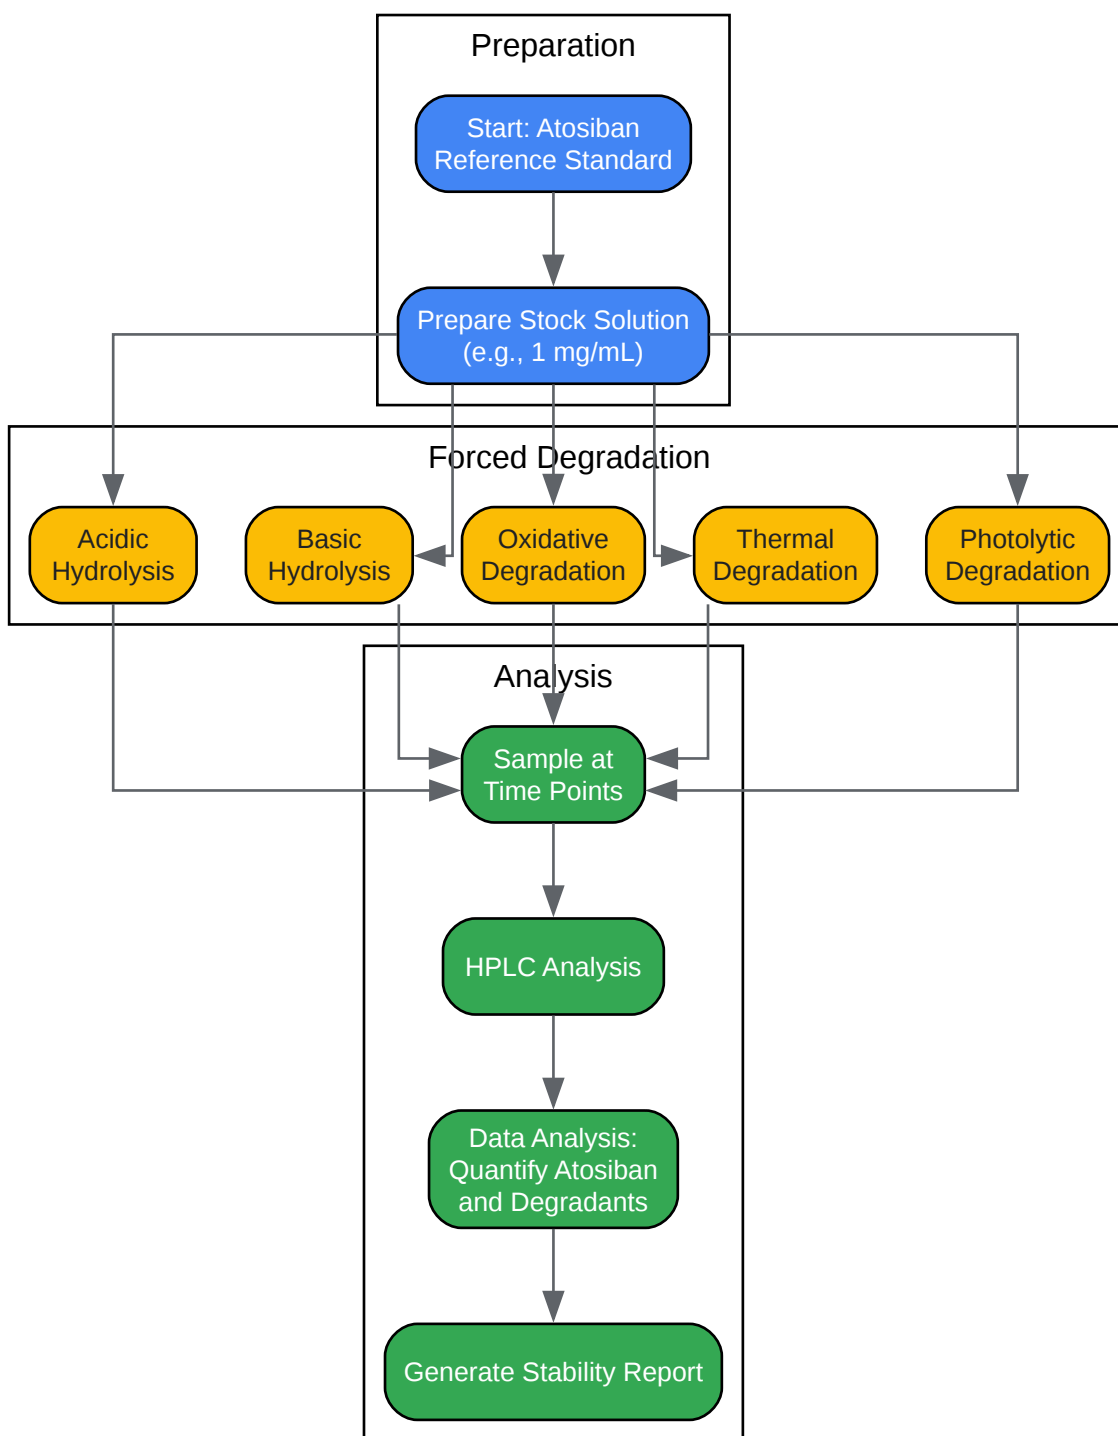 Preparation
Start: Atosiban
Reference Standard
Prepare Stock Solution
(e.g., 1 mg/mL)
Forced Degradation
Acidic
Hydrolysis
Basic
Hydrolysis
Oxidative
Degradation
Thermal
Degradation
Photolytic
Degradation
Analysis
Sample at
Time Points
HPLC Analysis
Data Analysis:
Quantify Atosiban
and Degradants
Generate Stability Report